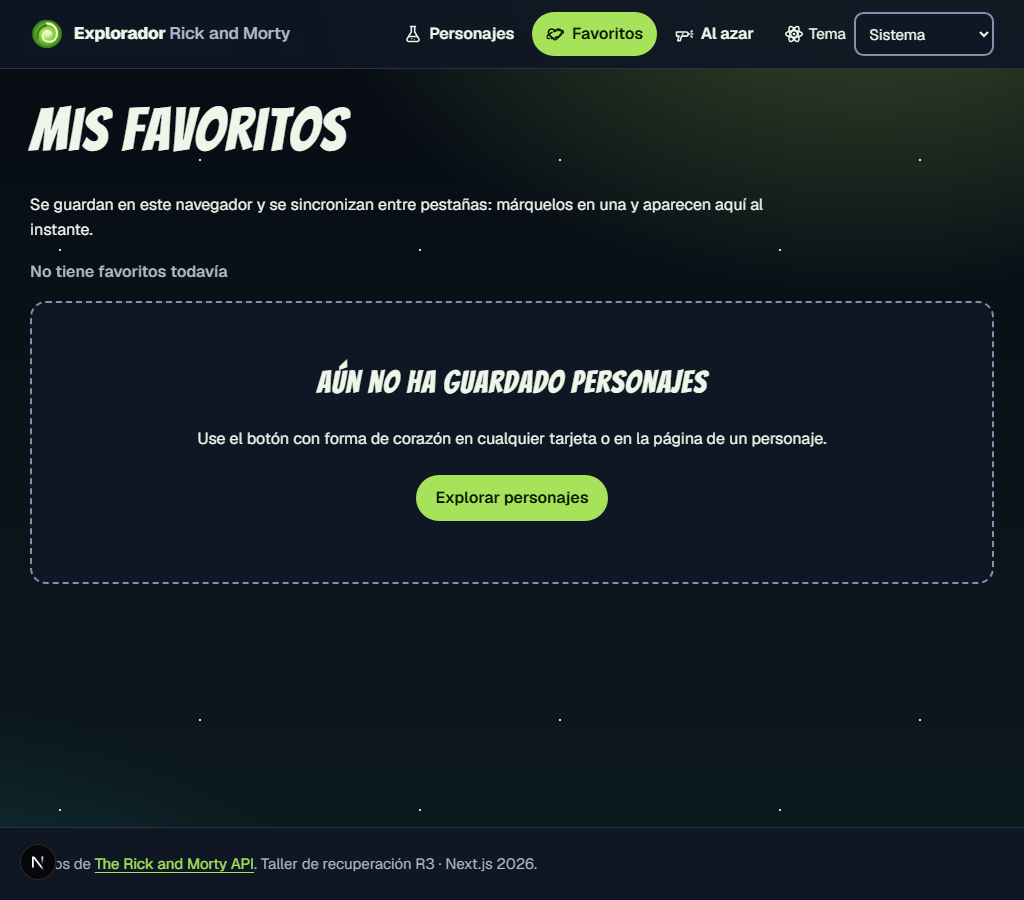 Explorador Rick and Morty
Personajes
Favoritos
Al azar
Tema
Sistema
MIS FAVORITOS
Se guardan en este navegador y se sincronizan entre pestañas: márquelos en una y aparecen aquí al
instante.
No tiene favoritos todavía
AÚN NO HA GUARDADO PERSONAJES
Use el botón con forma de corazón en cualquier tarjeta o en la página de un personaje.
Explorar personajes
N
de The Rick and Morty API. Taller de recuperación R3 · Next.js 2026.